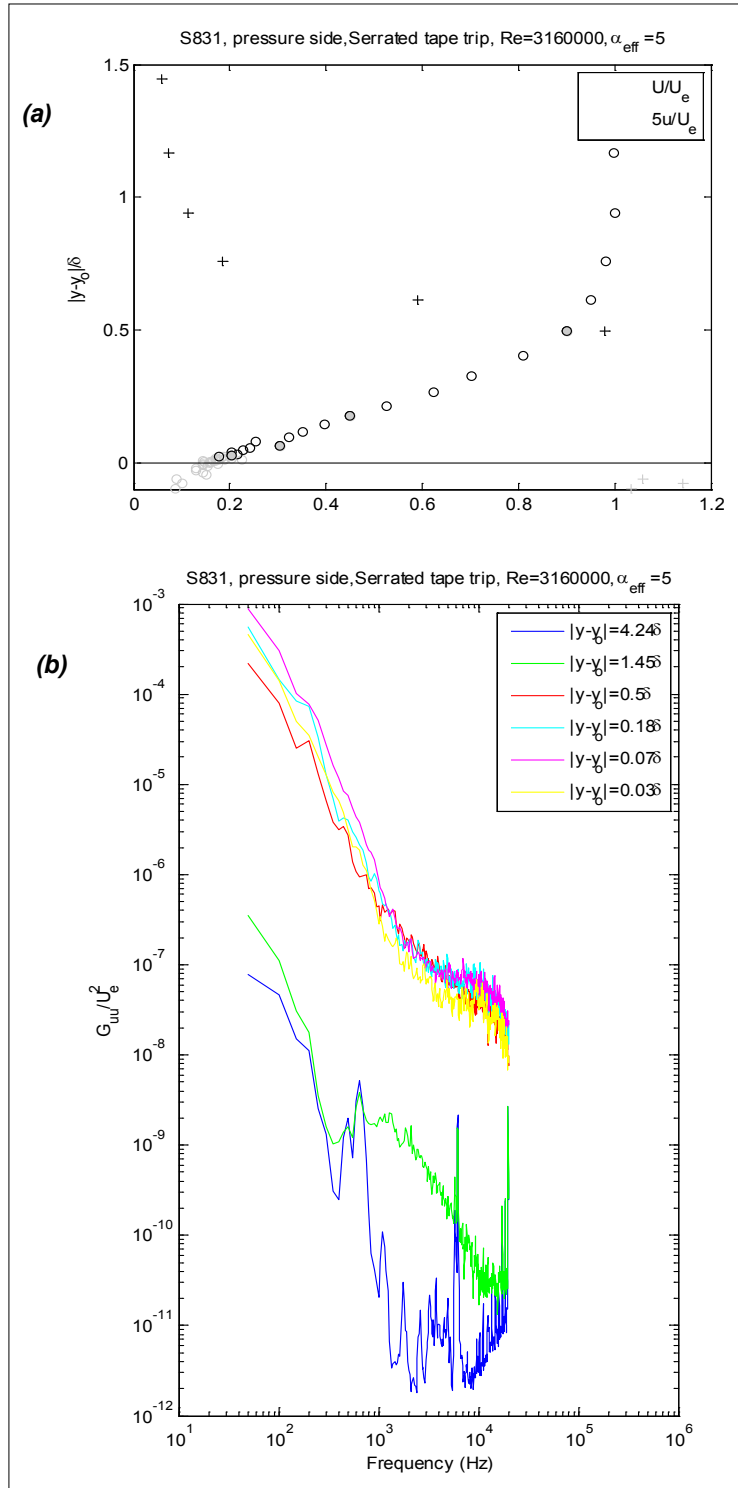 S831, pressure side,Serrated tape trip, Re=3160000, α_eff =5
(a)
U/U_e
5u/U_e
1.5
1
0.5
0
|y-y_o|/δ
0 0.2 0.4 0.6 0.8 1 1.2
S831, pressure side,Serrated tape trip, Re=3160000, α_eff =5
(b)
|y-y_o|=4.24δ
|y-y_o|=1.45δ
|y-y_o|=0.5δ
|y-y_o|=0.18δ
|y-y_o|=0.07δ
|y-y_o|=0.03δ
10^-3
10^-4
10^-5
10^-6
10^-7
10^-8
10^-9
10^-10
10^-11
10^-12
G_uu/U_e^2
10^1 10^2 10^3 10^4 10^5 10^6
Frequency (Hz)